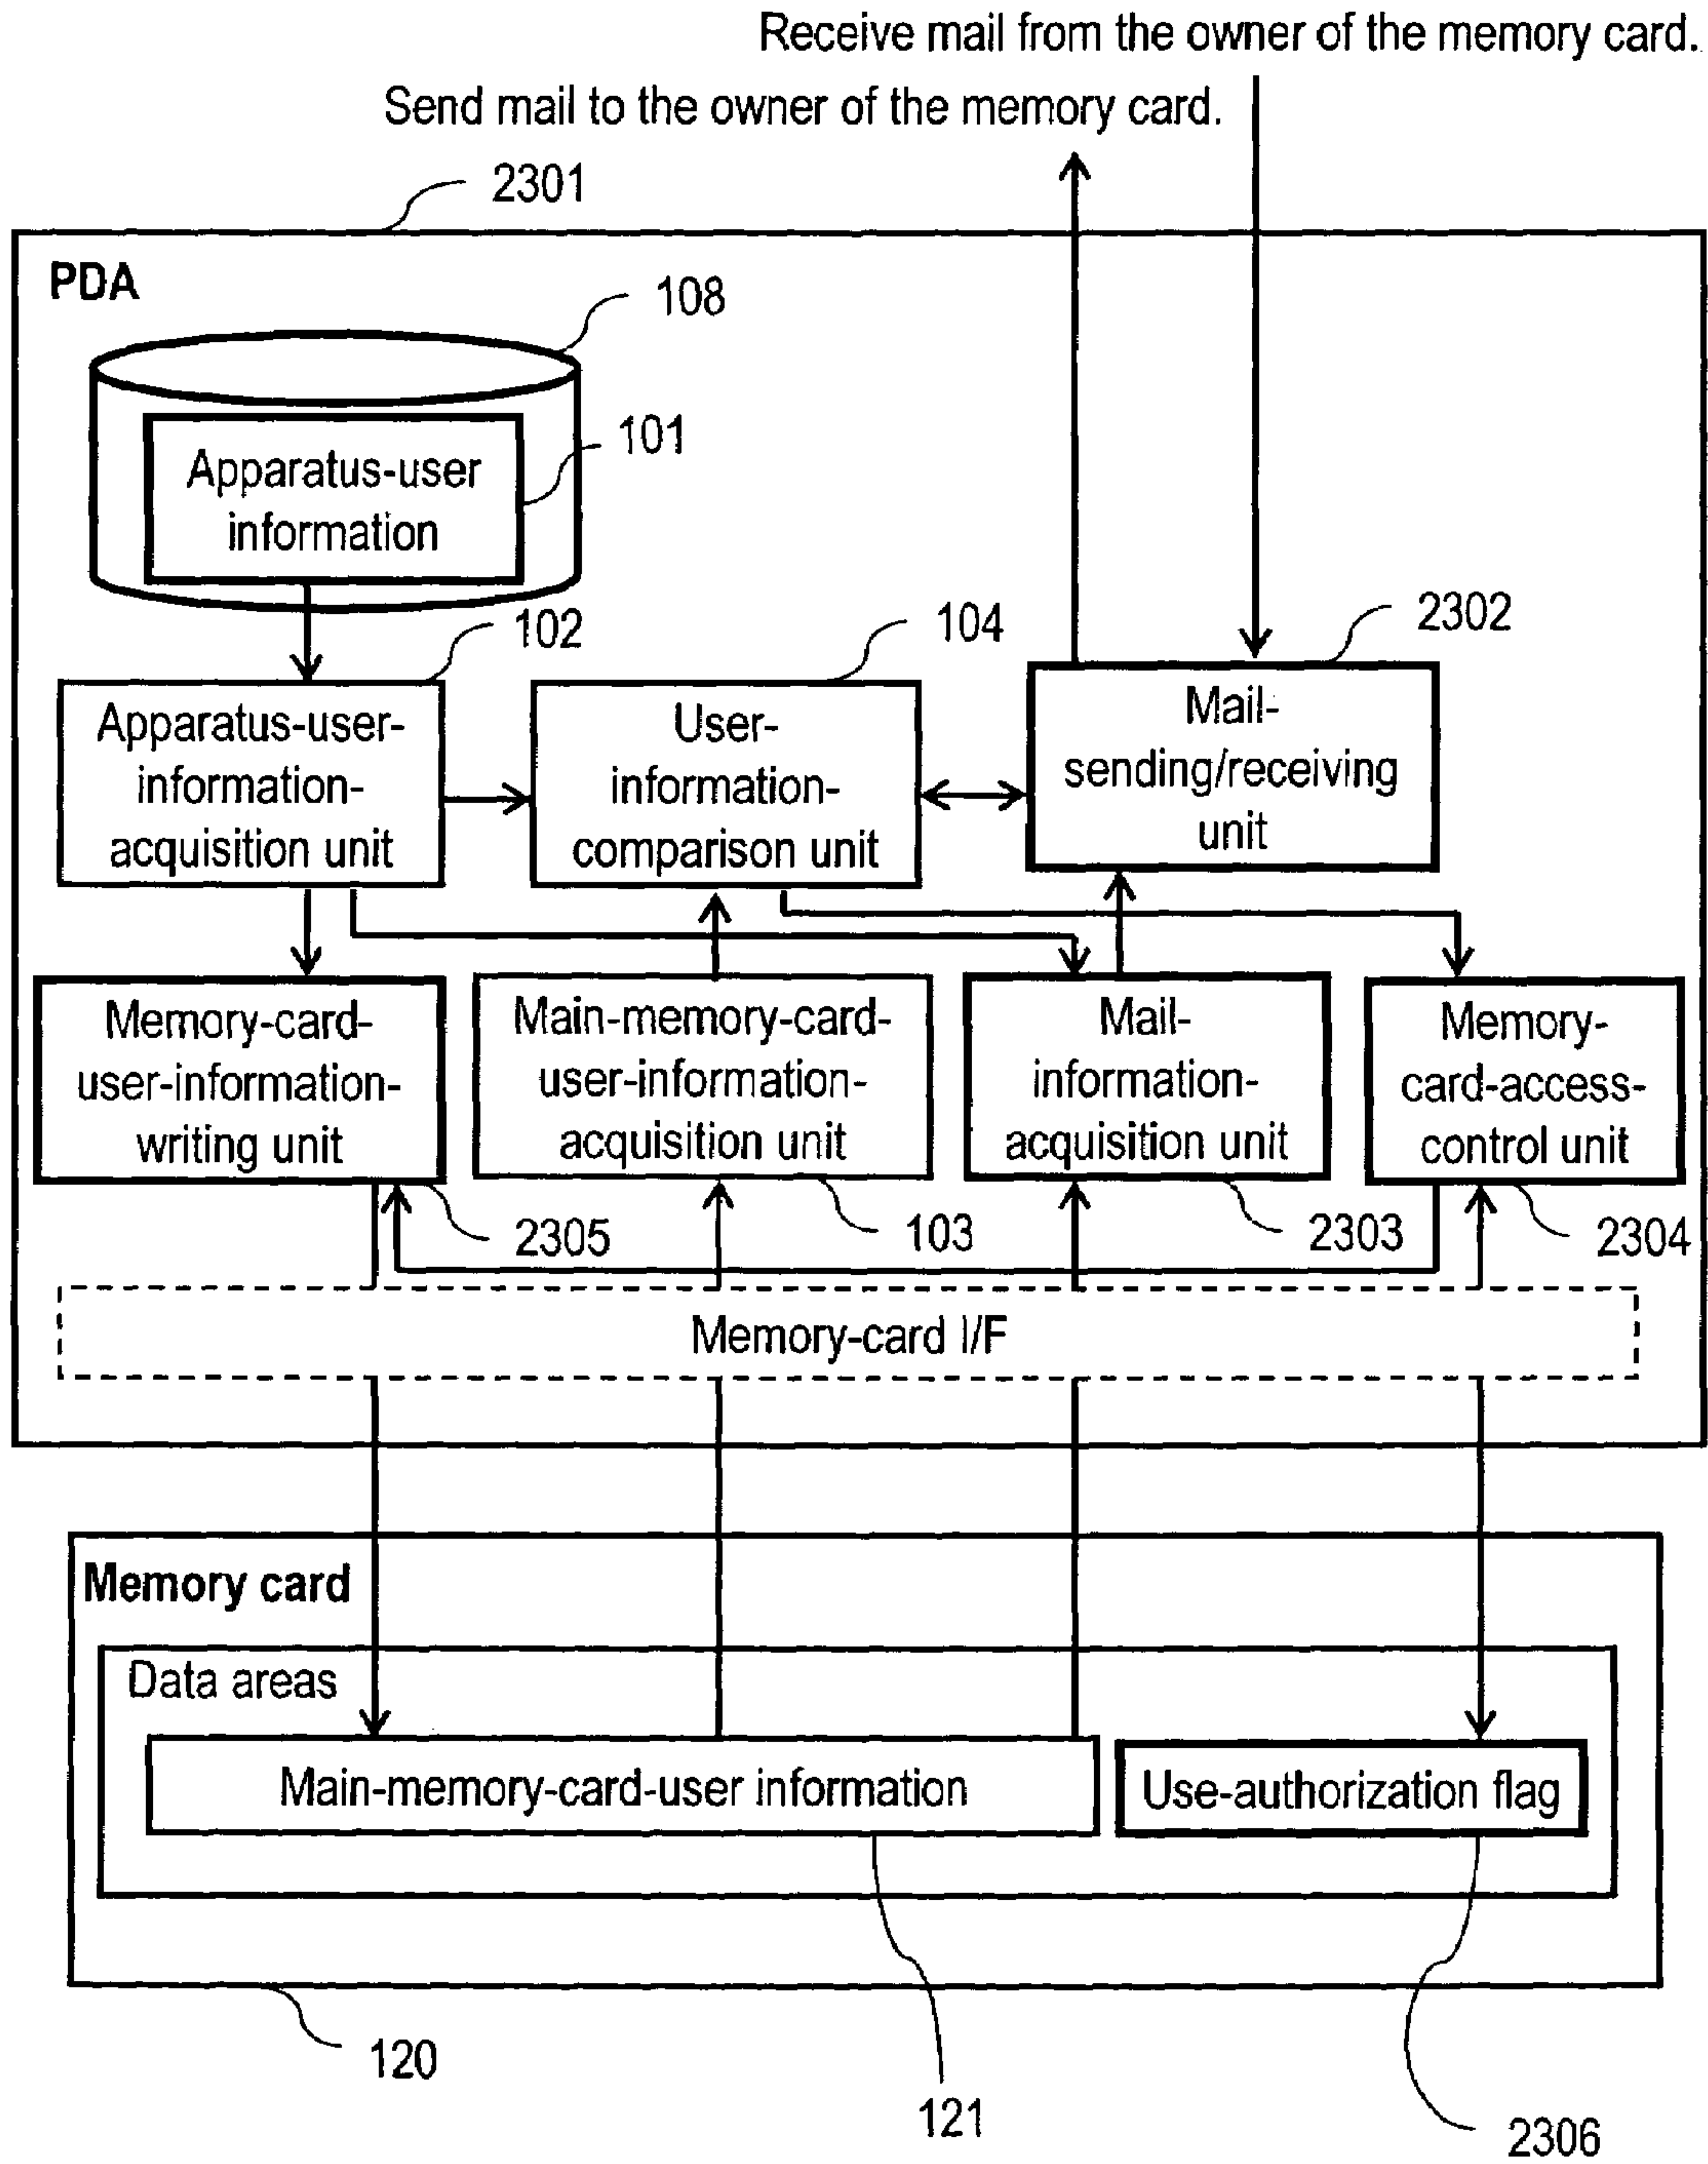 Receive mail from the owner of the memory card.
Send mail to the owner of the memory card.
2301
PDA
108
101
Apparatus-user
information
102
104
2302
Apparatus-user-
information-
acquisition unit
User-
information-
comparison unit
Mail-
sending/receiving
unit
Memory-card-
user-information-
writing unit
Main-memory-card-
user-information-
acquisition unit
Mail-
information-
acquisition unit
Memory-
card-access-
control unit
2305
103
2303
2304
Memory-card I/F
Memory card
Data areas
Main-memory-card-user information
Use-authorization flag
120
121
2306